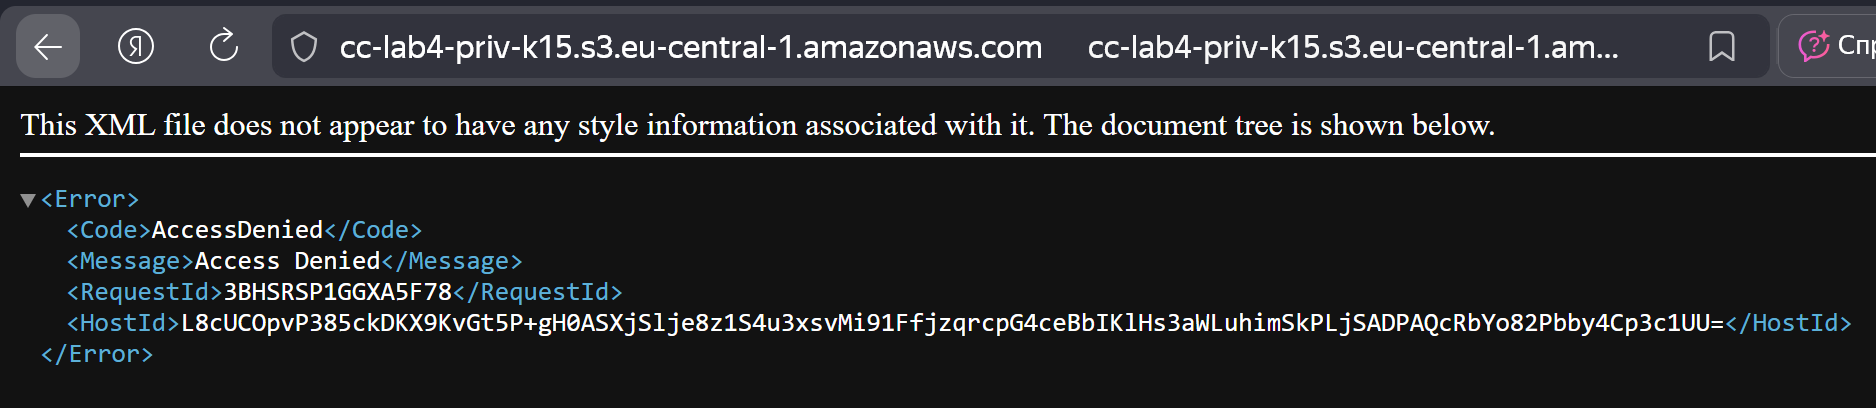 cc-lab4-priv-k15.s3.eu-central-1.amazonaws.com cc-lab4-priv-k15.s3.eu-central-1.am... Спр
This XML file does not appear to have any style information associated with it. The document tree is shown below.
▼<Error>
<Code>AccessDenied</Code>
<Message>Access Denied</Message>
<RequestId>3BHSRSP1GGXA5F78</RequestId>
<HostId>L8cUCOpvP385ckDKX9KvGt5P+gH0ASXjSlje8z1S4u3xsvMi91FfjzqrcpG4ceBbIKlHs3aWLuhimSkPLjSADPAQcRbYo82Pbby4Cp3c1UU=</HostId>
</Error>